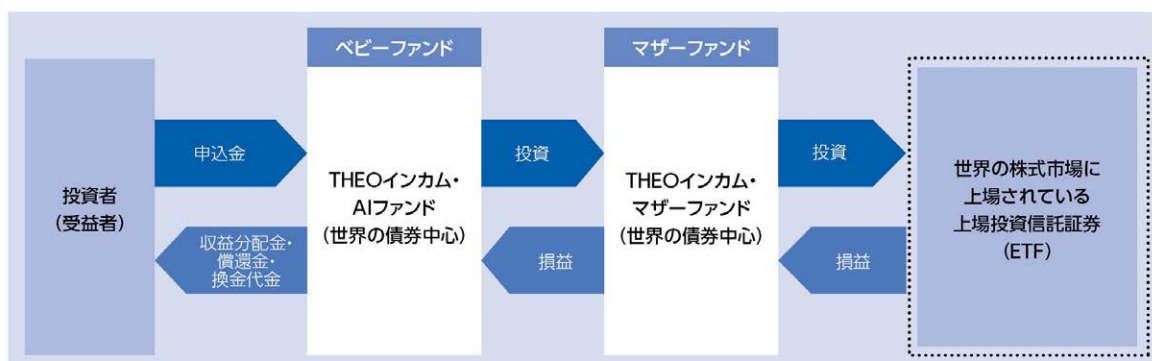 投資者
(受益者)
申込金
収益分配金・
償還金・
換金代金
ベビーファンド
THEOインカム・
AIファンド
(世界の債券中心)
投資
損益
マザーファンド
THEOインカム・
マザーファンド
(世界の債券中心)
投資
損益
世界の株式市場に
上場されている
上場投資信託証券
(ETF)